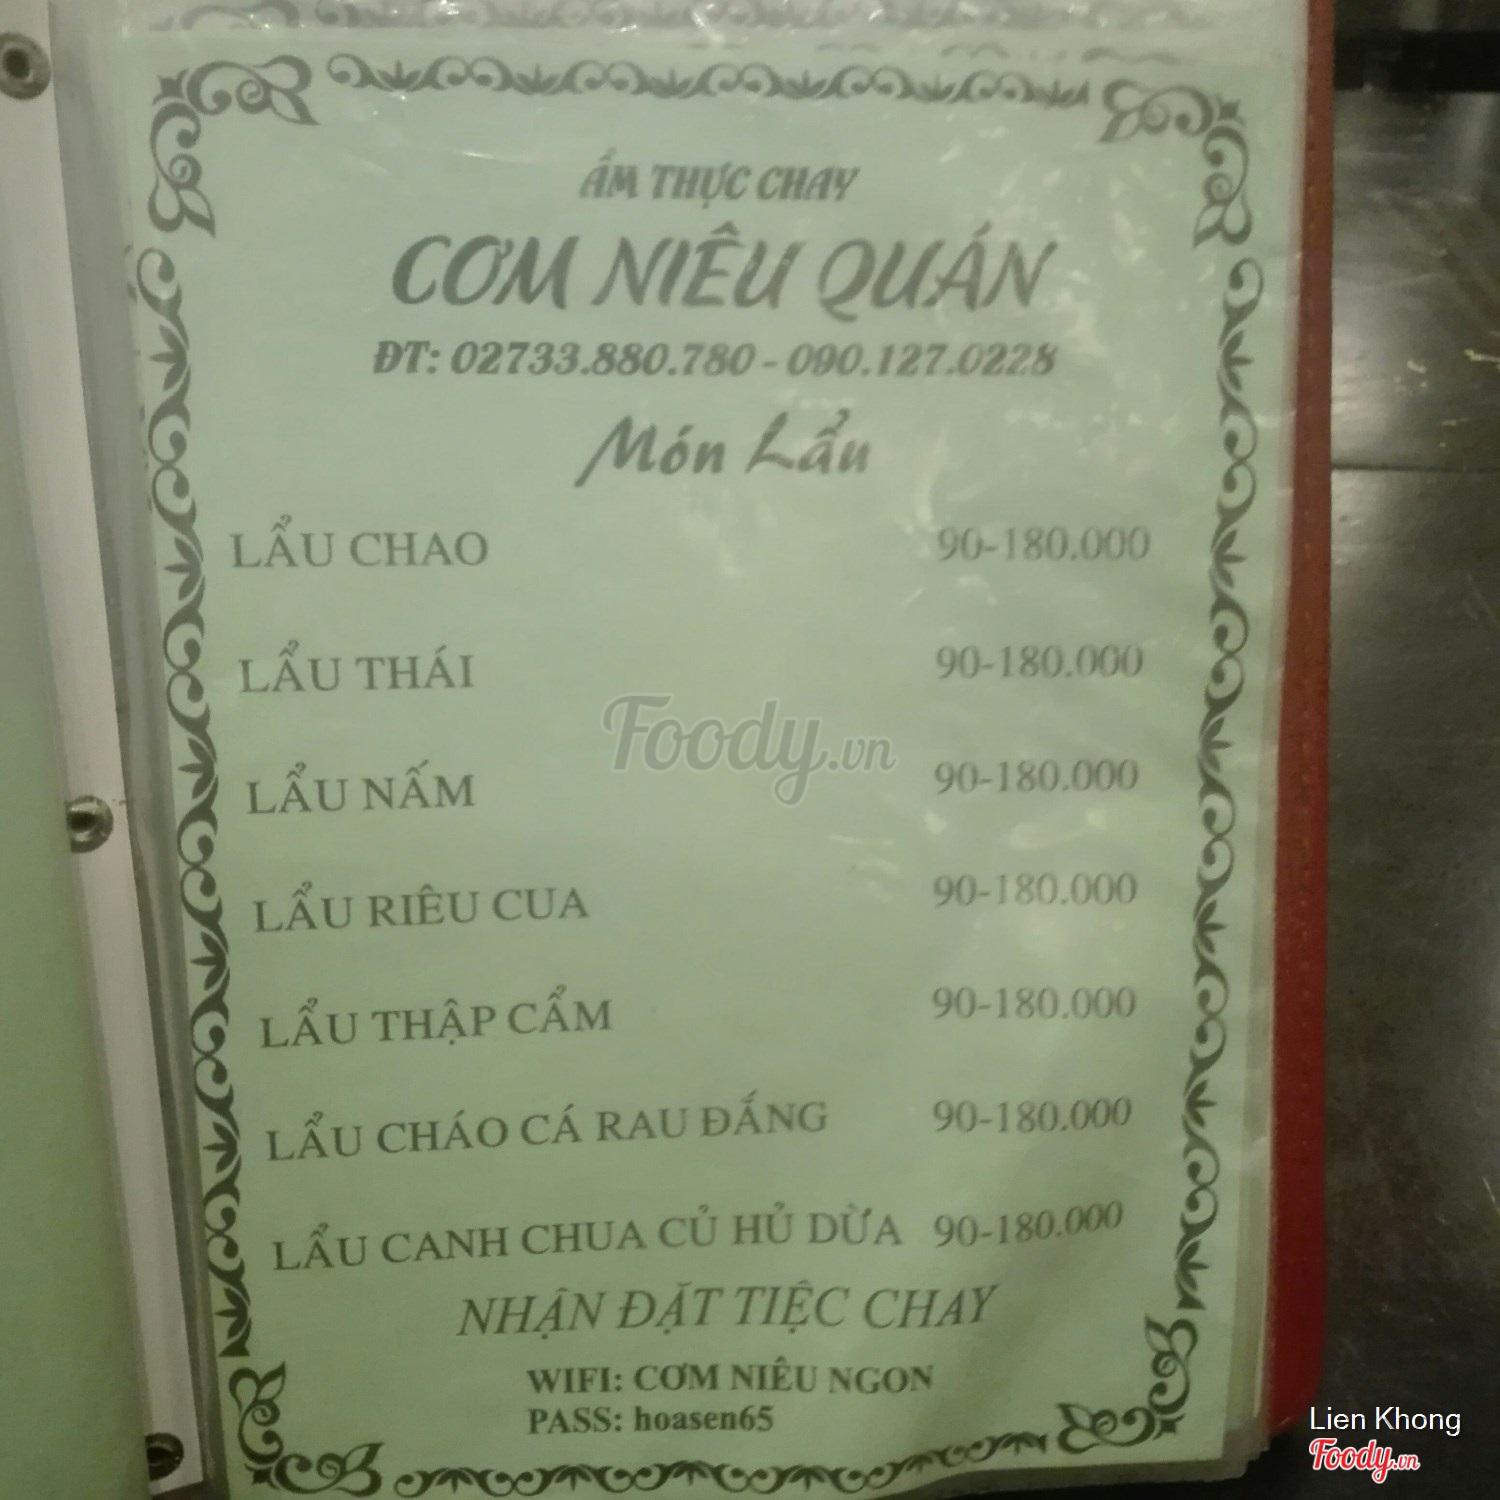 ẨM THỰC CHAY
CƠM NIÊU QUÁN
ĐT: 02733.880.780 - 090.127.0228
Món Lẩu
LẨU CHAO 90-180.000
LẨU THÁI 90-180.000
Foody.vn
LẨU NẤM 90-180.000
LẨU RIÊU CUA 90-180.000
LẨU THẬP CẨM 90-180.000
LẨU CHÁO CÁ RAU ĐẮNG 90-180.000
LẨU CANH CHUA CỦ HỦ DỪA 90-180.000
NHẬN ĐẶT TIỆC CHAY
WIFI: CƠM NIÊU NGON
PASS: hoasen65
Lien Khong
Foody.vn